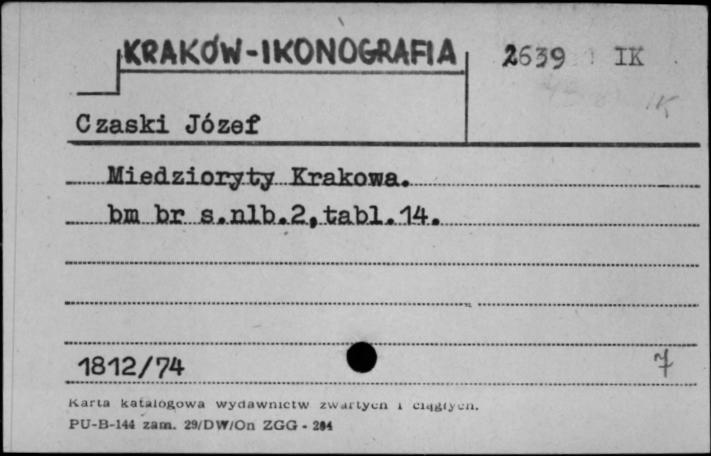 KRAKÓW-IKONOGRAFIA
2639 IK
IK
Czaski Józef
Miedzioryty Krakowa.
bm br s.nlb.2,tabl.14.
1812/74
7
Karta katalogowa wydawnictw zwartych i ciągłych.
PU-B-144 zam. 29/DW/On ZGG - 284